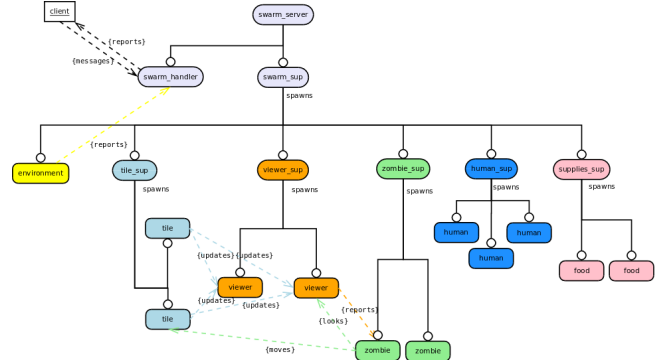 client
swarm_server
{reports}
{messages}
swarm_handler
swarm_sup
spawns
{reports}
environment
tile_sup
viewer_sup
zombie_sup
human_sup
supplies_sup
spawns
spawns
spawns
spawns
spawns
tile
human
human
{updates}
{updates}
human
food
food
viewer
viewer
{updates}
{updates}
{reports}
tile
{looks}
{moves}
zombie
zombie